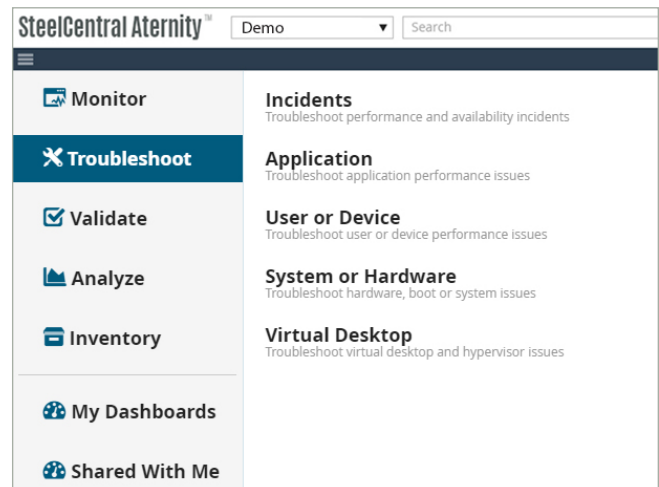 SteelCentral Aternity™
Demo
Search
Monitor
Troubleshoot
Validate
Analyze
Inventory
My Dashboards
Shared With Me
Incidents
Troubleshoot performance and availability incidents
Application
Troubleshoot application performance issues
User or Device
Troubleshoot user or device performance issues
System or Hardware
Troubleshoot hardware, boot or system issues
Virtual Desktop
Troubleshoot virtual desktop and hypervisor issues